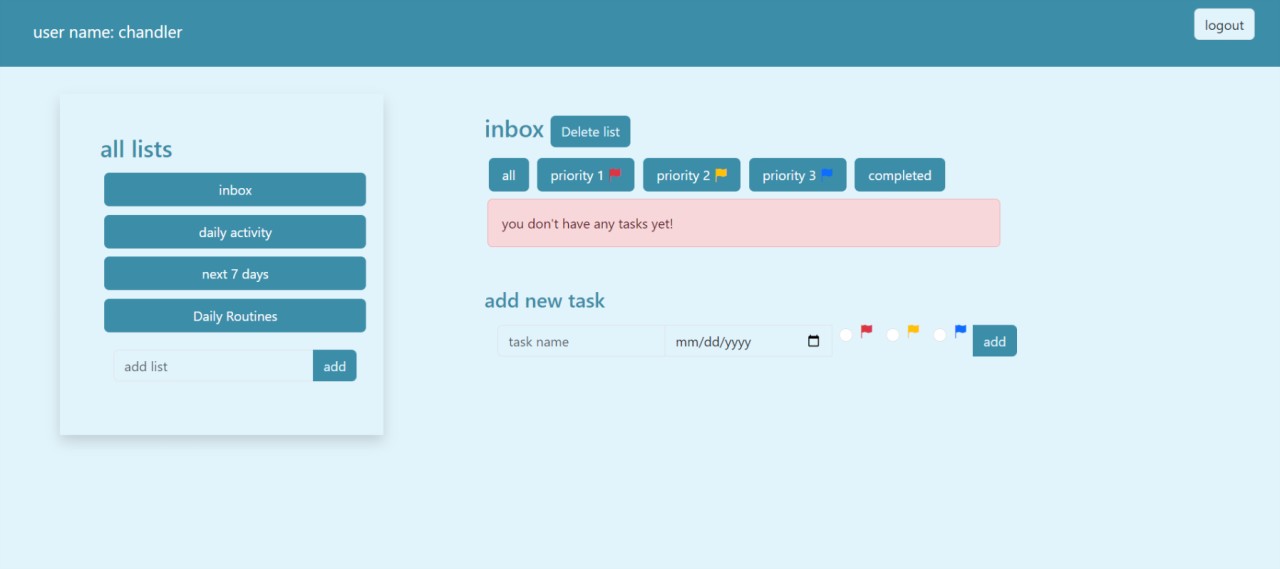 user name: chandler
logout
all lists
inbox
daily activity
next 7 days
Daily Routines
add list
add
inbox
Delete list
all
priority 1
priority 2
priority 3
completed
you don't have any tasks yet!
add new task
task name
mm/dd/yyyy
add